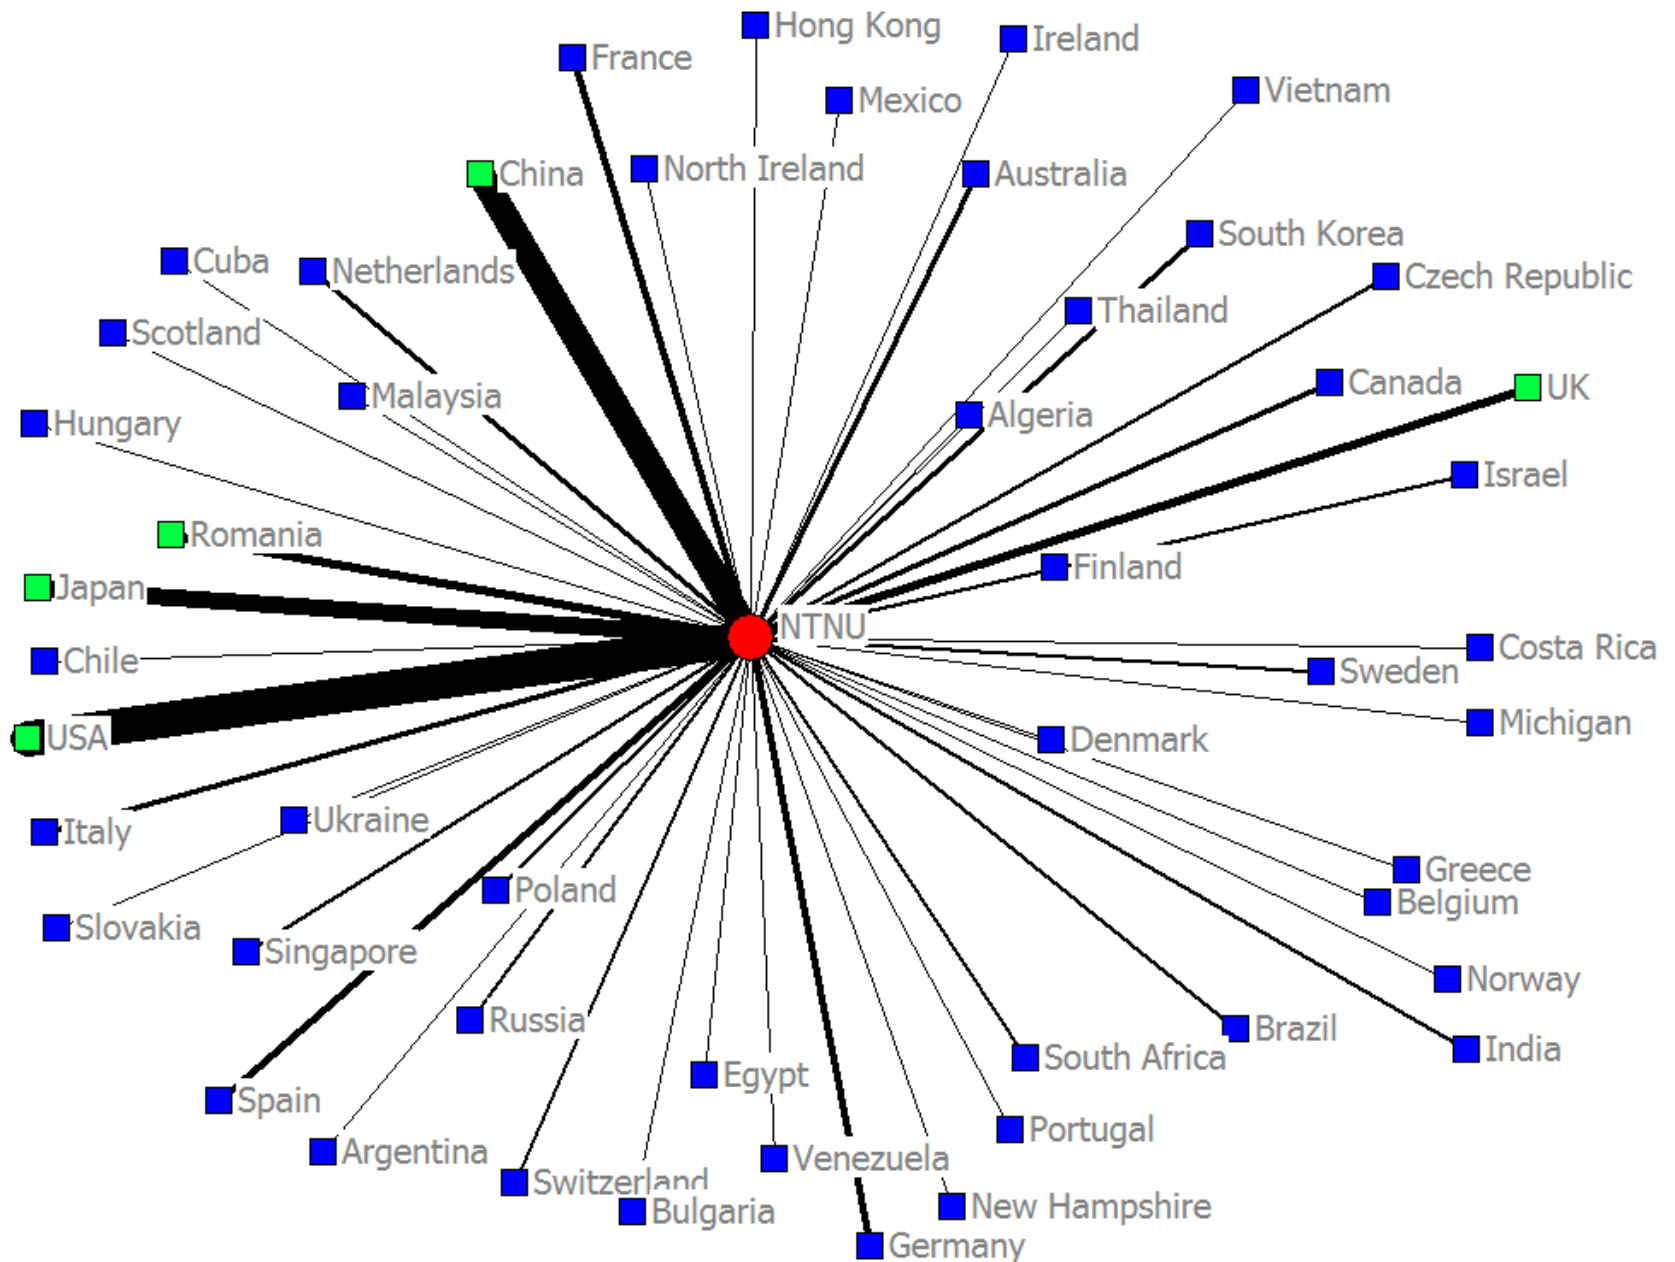 Hong Kong
Ireland
France
Vietnam
Mexico
North Ireland
China
Australia
South Korea
Cuba
Netherlands
Czech Republic
Thailand
Scotland
Canada
UK
Malaysia
Algeria
Hungary
Israel
Romania
Finland
Japan
NTNU
Costa Rica
Chile
Sweden
Michigan
USA
Denmark
Ukraine
Italy
Greece
Poland
Belgium
Slovakia
Singapore
Norway
Russia
Brazil
India
South Africa
Egypt
Spain
Portugal
Argentina
Venezuela
Switzerland
New Hampshire
Bulgaria
Germany